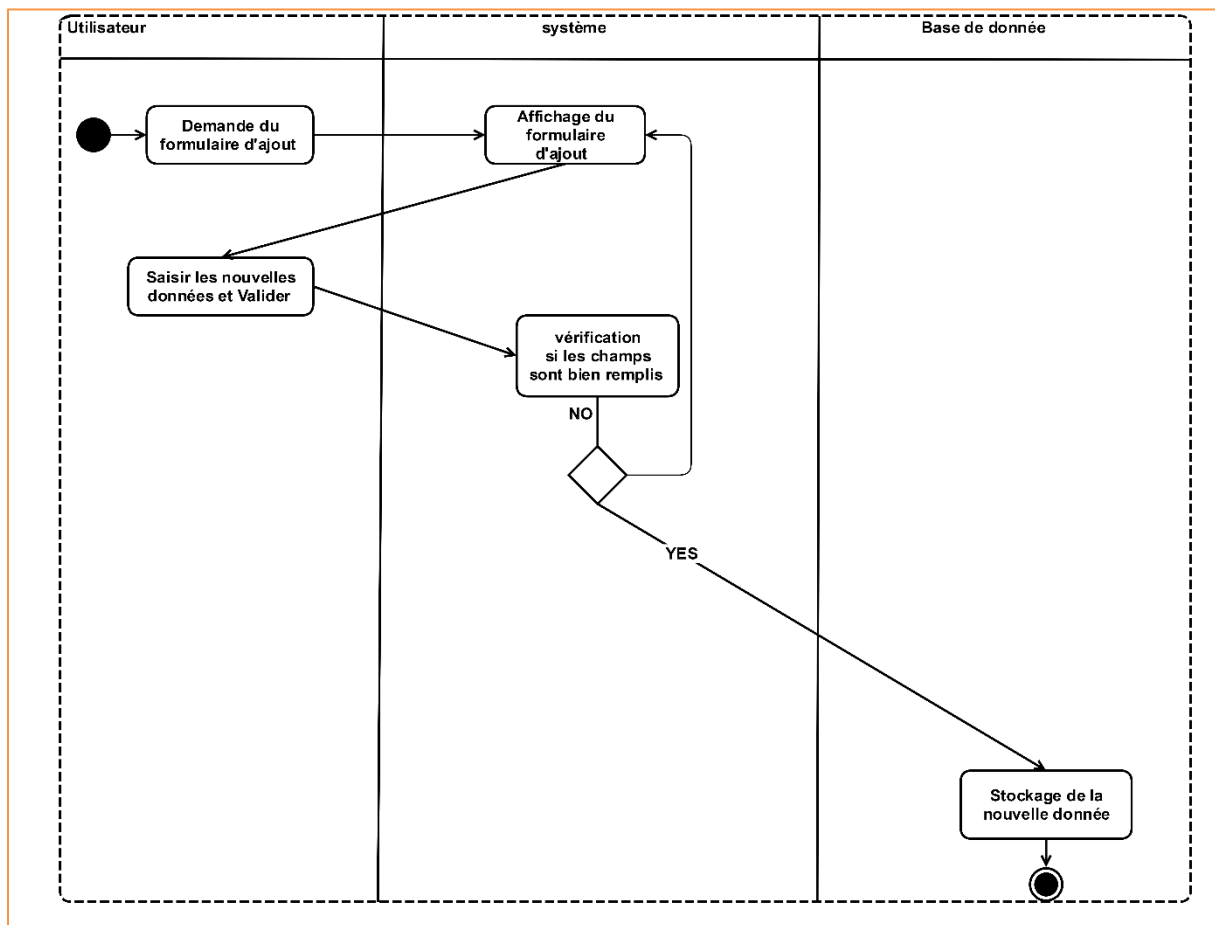 Utilisateur
système
Base de donnée
Demande du
formulaire d'ajout
Affichage du
formulaire
d'ajout
Saisir les nouvelles
données et Valider
vérification
si les champs
sont bien remplis
NO
YES
Stockage de la
nouvelle donnée